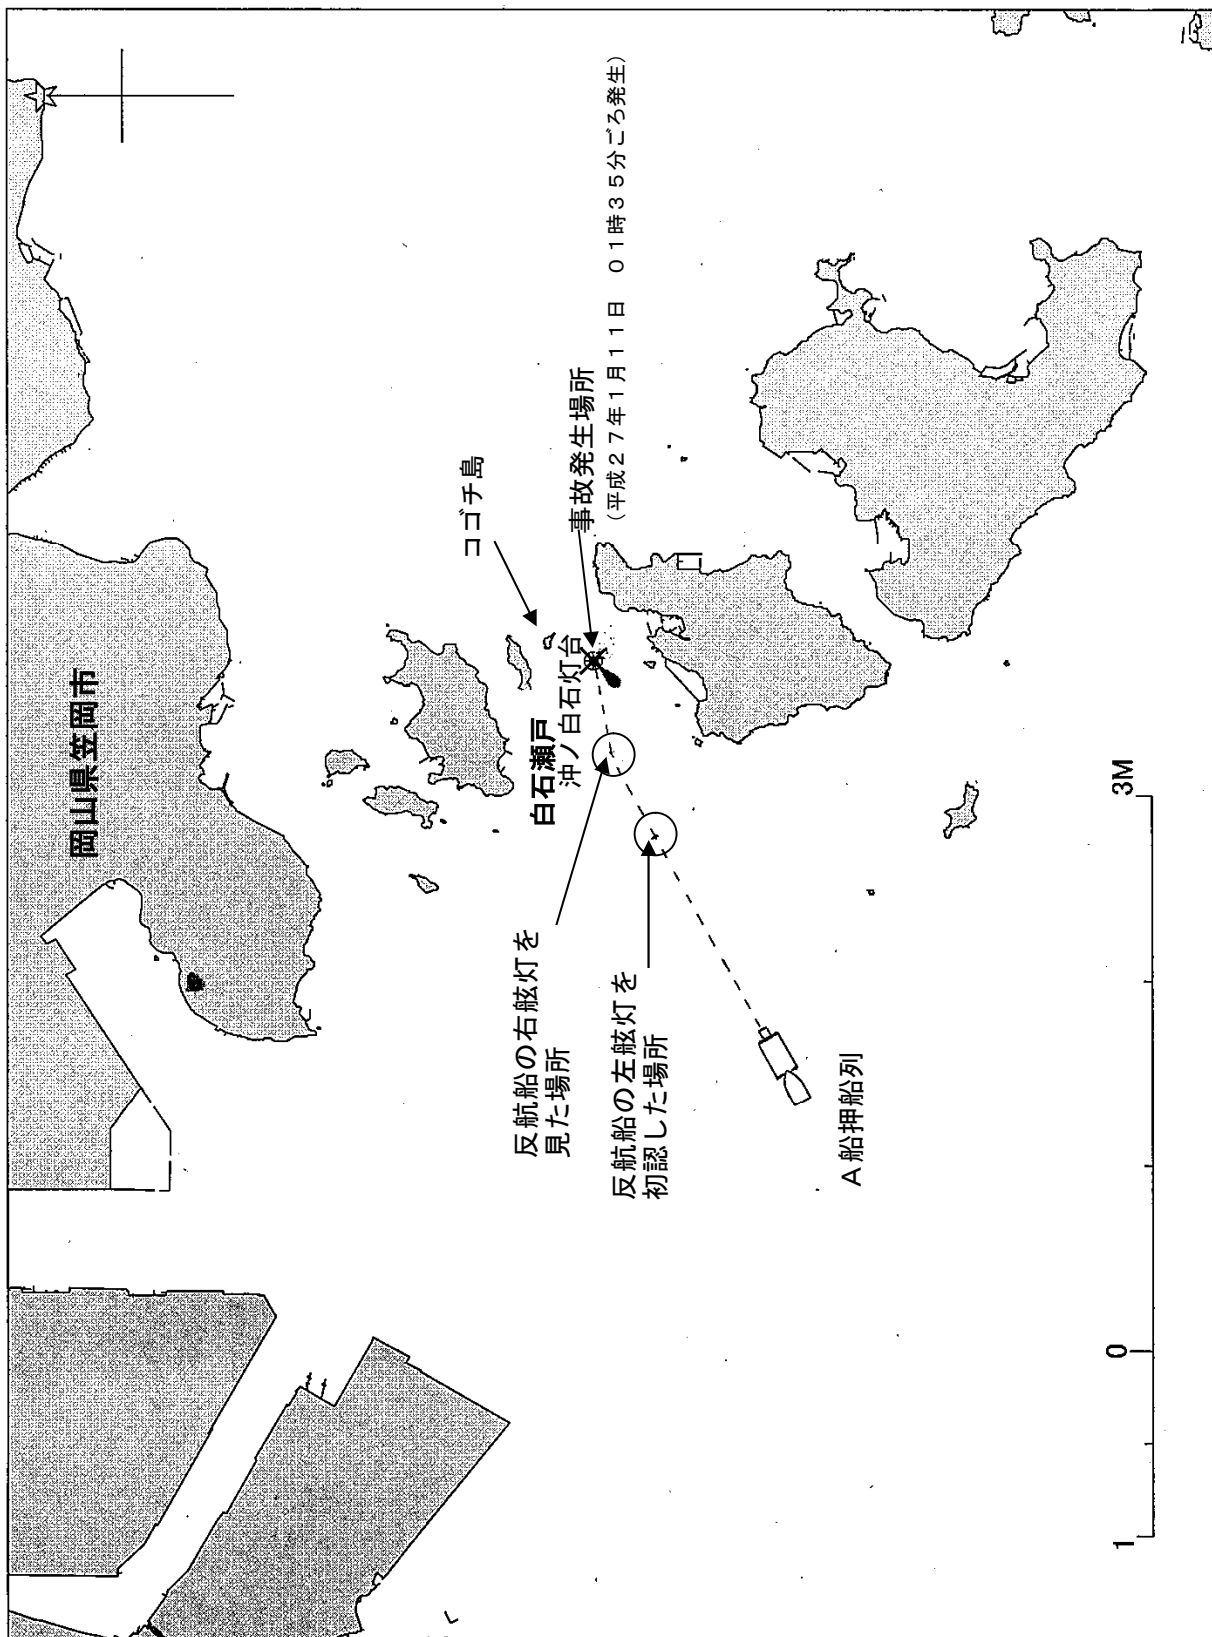 岡山県笠岡市
コゴチ島
白石瀬戸
沖ノ白石灯台
事故発生場所
（平成２７年１月１１日　０１時３５分ごろ発生）
反航船の右舷灯を
見た場所
反航船の左舷灯を
初認した場所
Ａ船押船列
1
0
3M